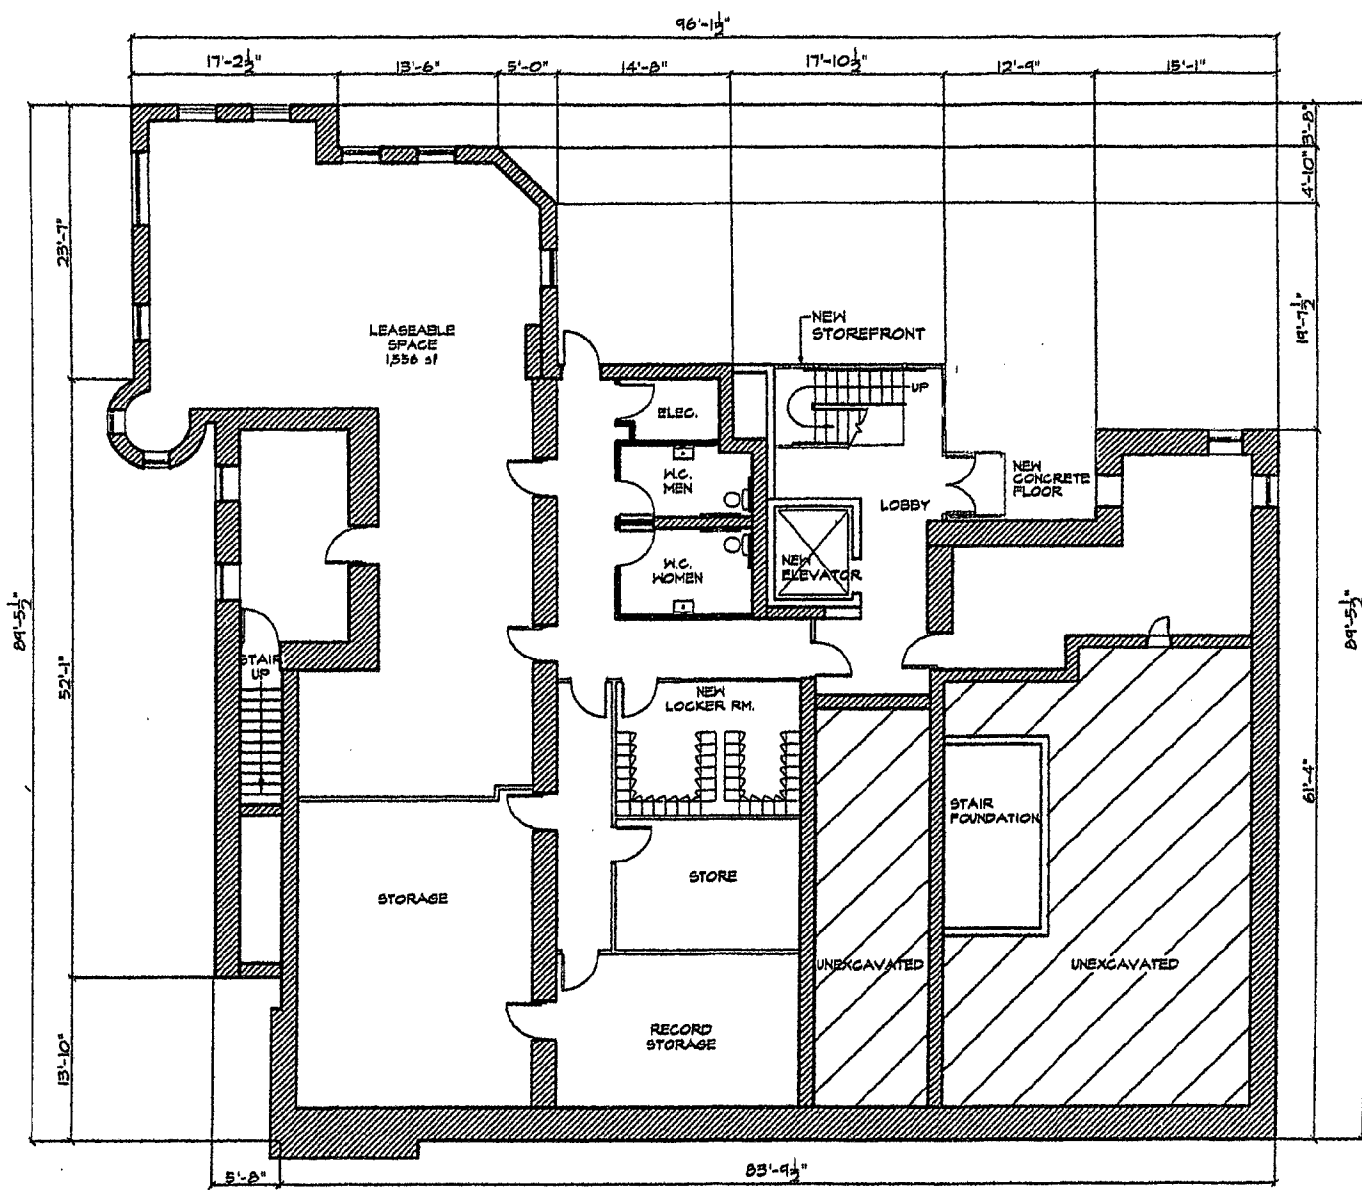 96'-1½"
17'-2½" 13'-6" 5'-0" 14'-8" 17'-10½" 12'-9" 15'-1"
3'-8"
4'-10"
23'-7"
19'-7½"
LEASEABLE
SPACE
1,556 sf
NEW
STOREFRONT
UP
ELEC.
W.C.
MEN
NEW
CONCRETE
FLOOR
LOBBY
NEW
ELEVATOR
W.C.
WOMEN
89'-5½"
89'-5½"
STAIR
UP
52'-1"
NEW
LOCKER RM.
61'-4"
STAIR
FOUNDATION
STORE
STORAGE
UNEXCAVATED
UNEXCAVATED
RECORD
STORAGE
13'-10"
5'-8"
83'-9½"